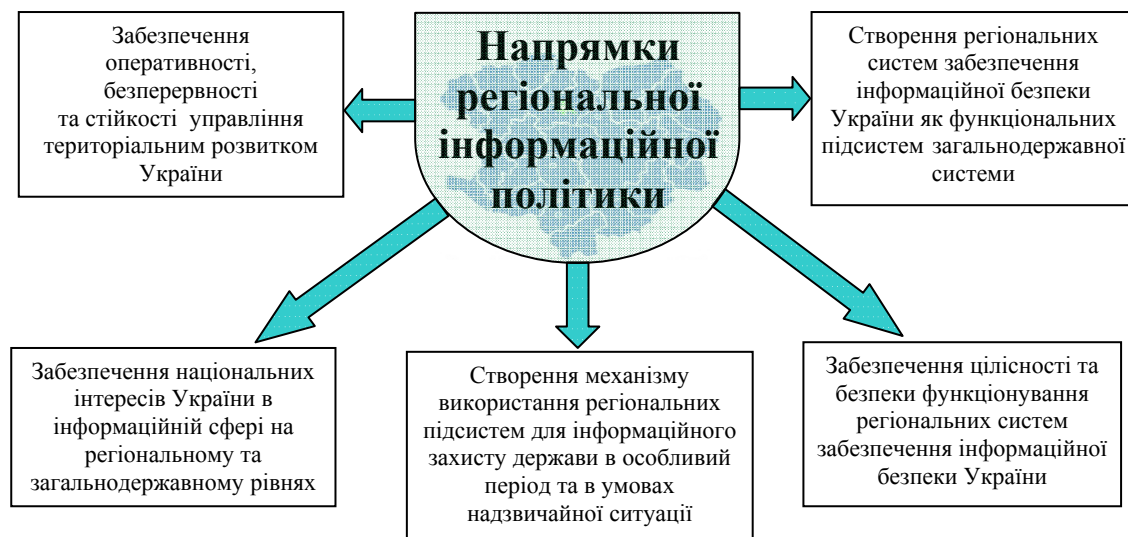 Напрямки
регіональної
інформаційної
політики
Забезпечення
оперативності,
безперервності
та стійкості управління
територіальним розвитком
України
Створення регіональних
систем забезпечення
інформаційної безпеки
України як функціональних
підсистем загальнодержавної
системи
Забезпечення національних
інтересів України в
інформаційній сфері на
регіональному та
загальнодержавному рівнях
Створення механізму
використання регіональних
підсистем для інформаційного
захисту держави в особливий
період та в умовах
надзвичайної ситуації
Забезпечення цілісності та
безпеки функціонування
регіональних систем
забезпечення інформаційної
безпеки України